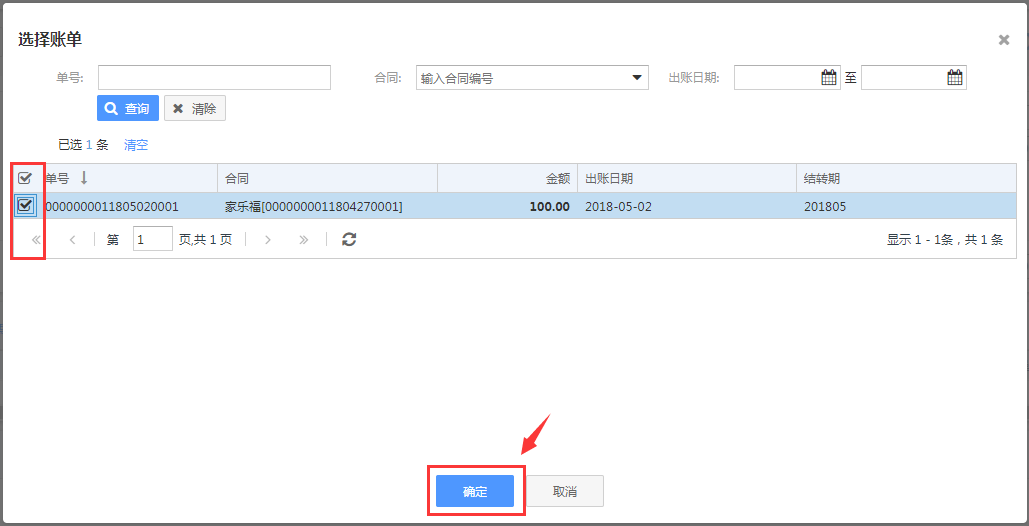 选择账单
单号: 合同: 输入合同编号 出账日期: 至
查询 清除
已选 1 条 清空
单号 合同 金额 出账日期 结转期
0000000011805020001 家乐福[0000000011804270001] 100.00 2018-05-02 201805
第 1 页,共 1 页 显示 1 - 1条，共 1 条
确定 取消